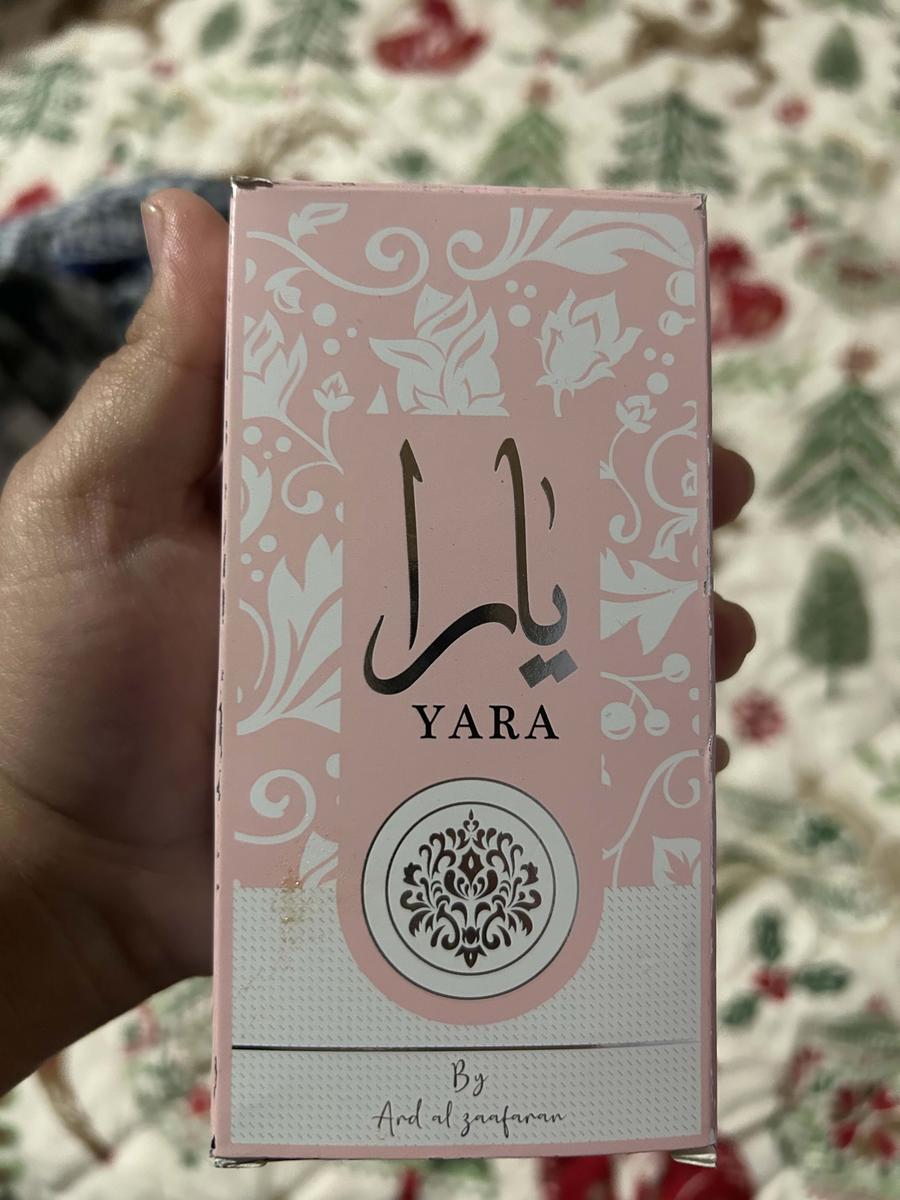 يارا
YARA
By
Ard al zaafaran